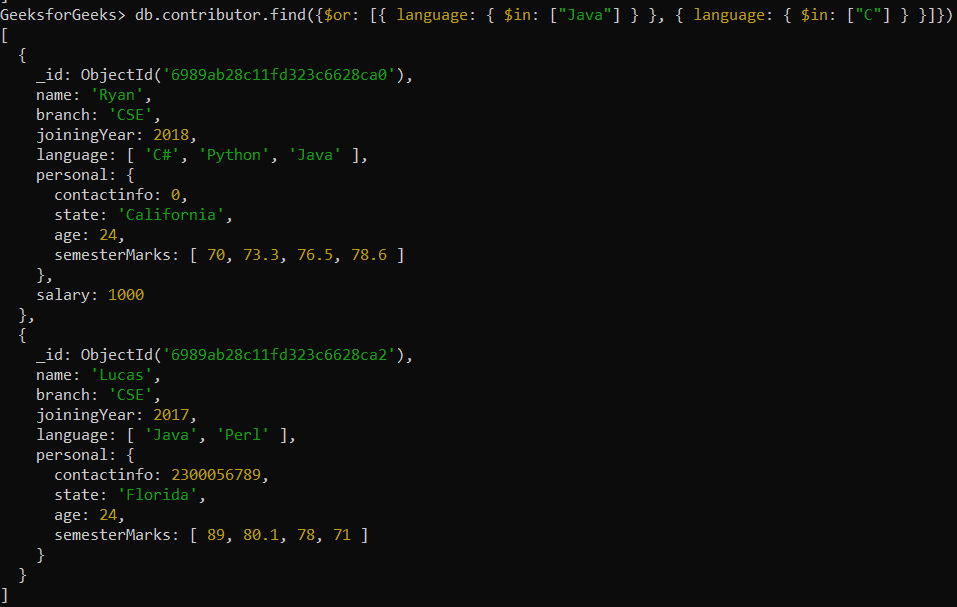 GeeksforGeeks> db.contributor.find({$or: [{ language: { $in: ["Java"] } }, { language: { $in: ["C"] } }]})
[
  {
    _id: ObjectId('6989ab28c11fd323c6628ca0'),
    name: 'Ryan',
    branch: 'CSE',
    joiningYear: 2018,
    language: [ 'C#', 'Python', 'Java' ],
    personal: {
      contactinfo: 0,
      state: 'California',
      age: 24,
      semesterMarks: [ 70, 73.3, 76.5, 78.6 ]
    },
    salary: 1000
  },
  {
    _id: ObjectId('6989ab28c11fd323c6628ca2'),
    name: 'Lucas',
    branch: 'CSE',
    joiningYear: 2017,
    language: [ 'Java', 'Perl' ],
    personal: {
      contactinfo: 2300056789,
      state: 'Florida',
      age: 24,
      semesterMarks: [ 89, 80.1, 78, 71 ]
    }
  }
]